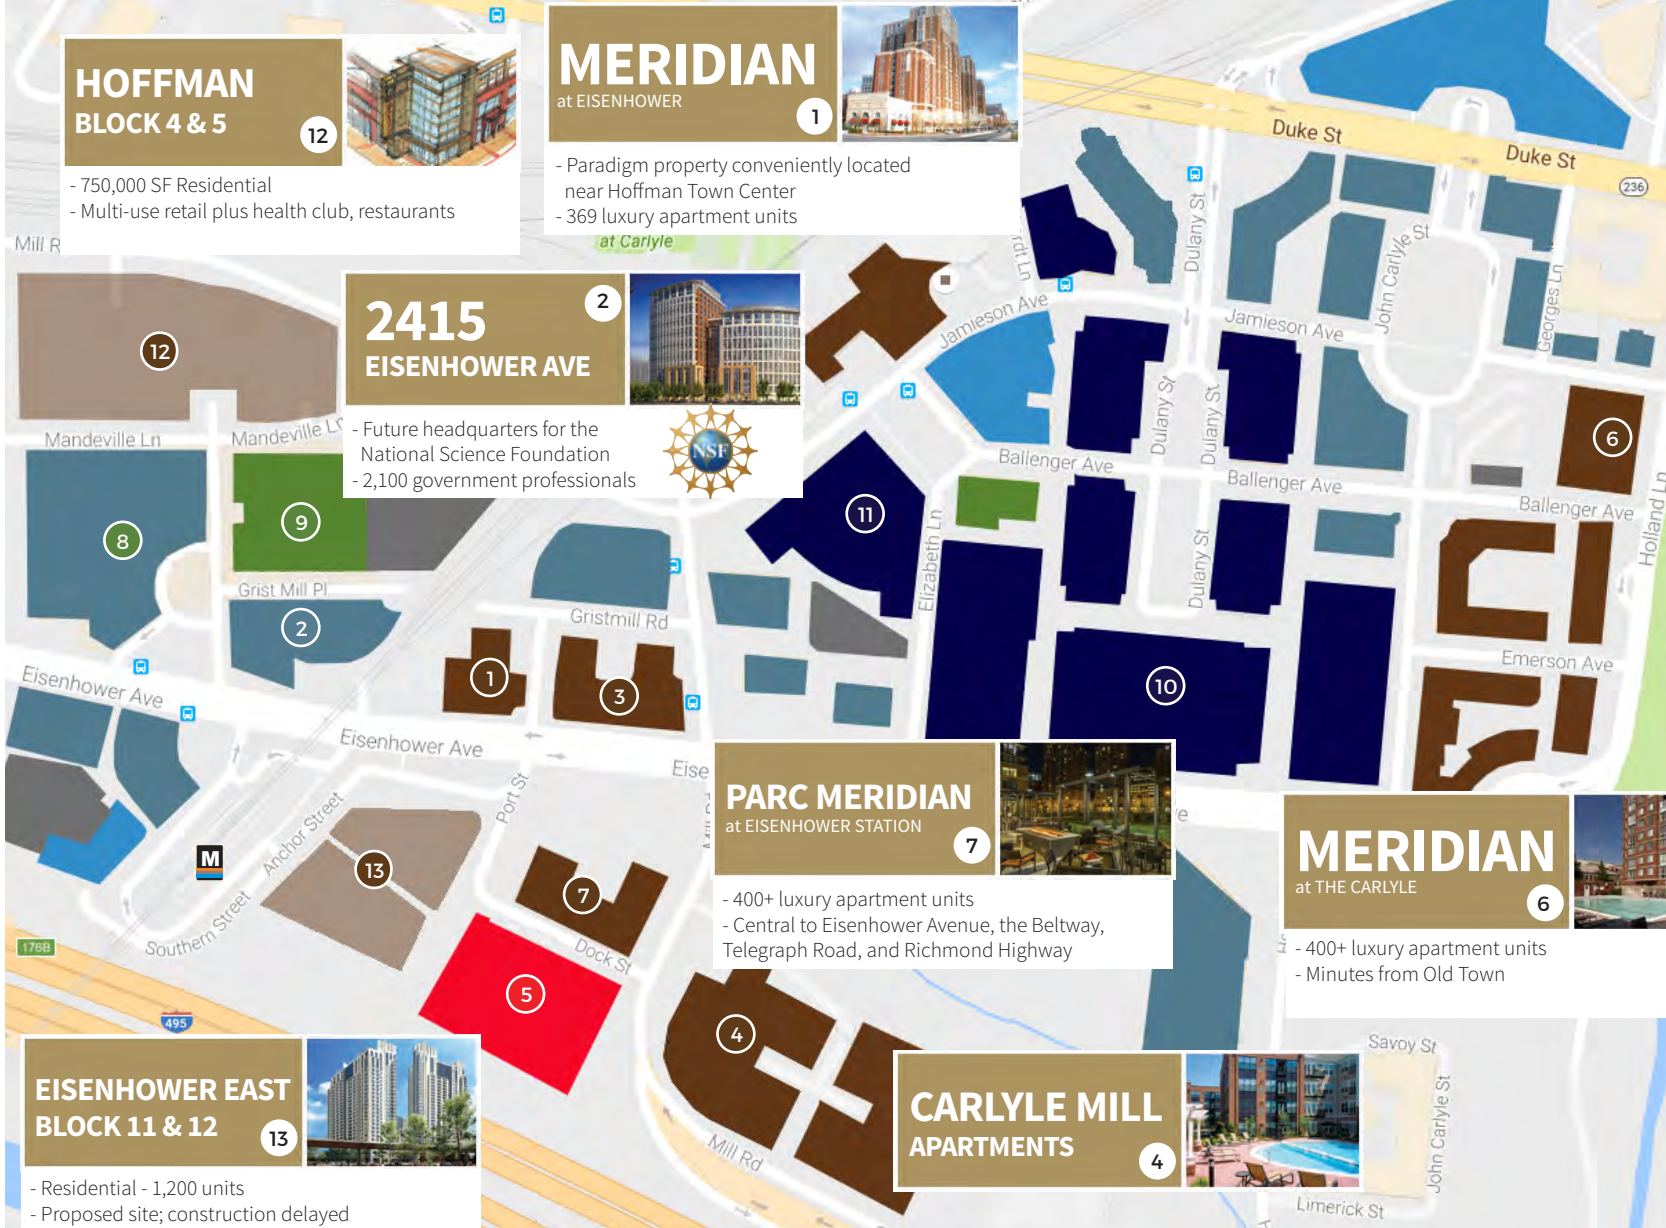 HOFFMAN
BLOCK 4 & 5
12
- 750,000 SF Residential
- Multi-use retail plus health club, restaurants
MERIDIAN
at EISENHOWER
1
- Paradigm property conveniently located
near Hoffman Town Center
- 369 luxury apartment units
at Carlyle
Duke St
Duke St
236
Mill R
2415
EISENHOWER AVE
2
- Future headquarters for the
National Science Foundation
- 2,100 government professionals
NSF
12
Mandeville Ln
Mandeville Ln
Jamieson Ave
Jamieson Ave
Dulany St
John Carlyle St
Georges Ln
Dulany St
Dulany St
Dulany St
Ballenger Ave
Ballenger Ave
Ballenger Ave
Holland Ln
Elizabeth Ln
Emerson Ave
6
8
9
11
10
Grist Mill Pl
2
Gristmill Rd
1
3
Eisenhower Ave
Eisenhower Ave
Eise
Port St
Anchor Street
Southern Street
M
13
7
Dock St
5
4
176B
495
PARC MERIDIAN
at EISENHOWER STATION
7
- 400+ luxury apartment units
- Central to Eisenhower Avenue, the Beltway,
Telegraph Road, and Richmond Highway
MERIDIAN
at THE CARLYLE
6
- 400+ luxury apartment units
- Minutes from Old Town
EISENHOWER EAST
BLOCK 11 & 12
13
- Residential - 1,200 units
- Proposed site; construction delayed
CARLYLE MILL
APARTMENTS
4
Mill Rd
Savoy St
John Carlyle St
Limerick St